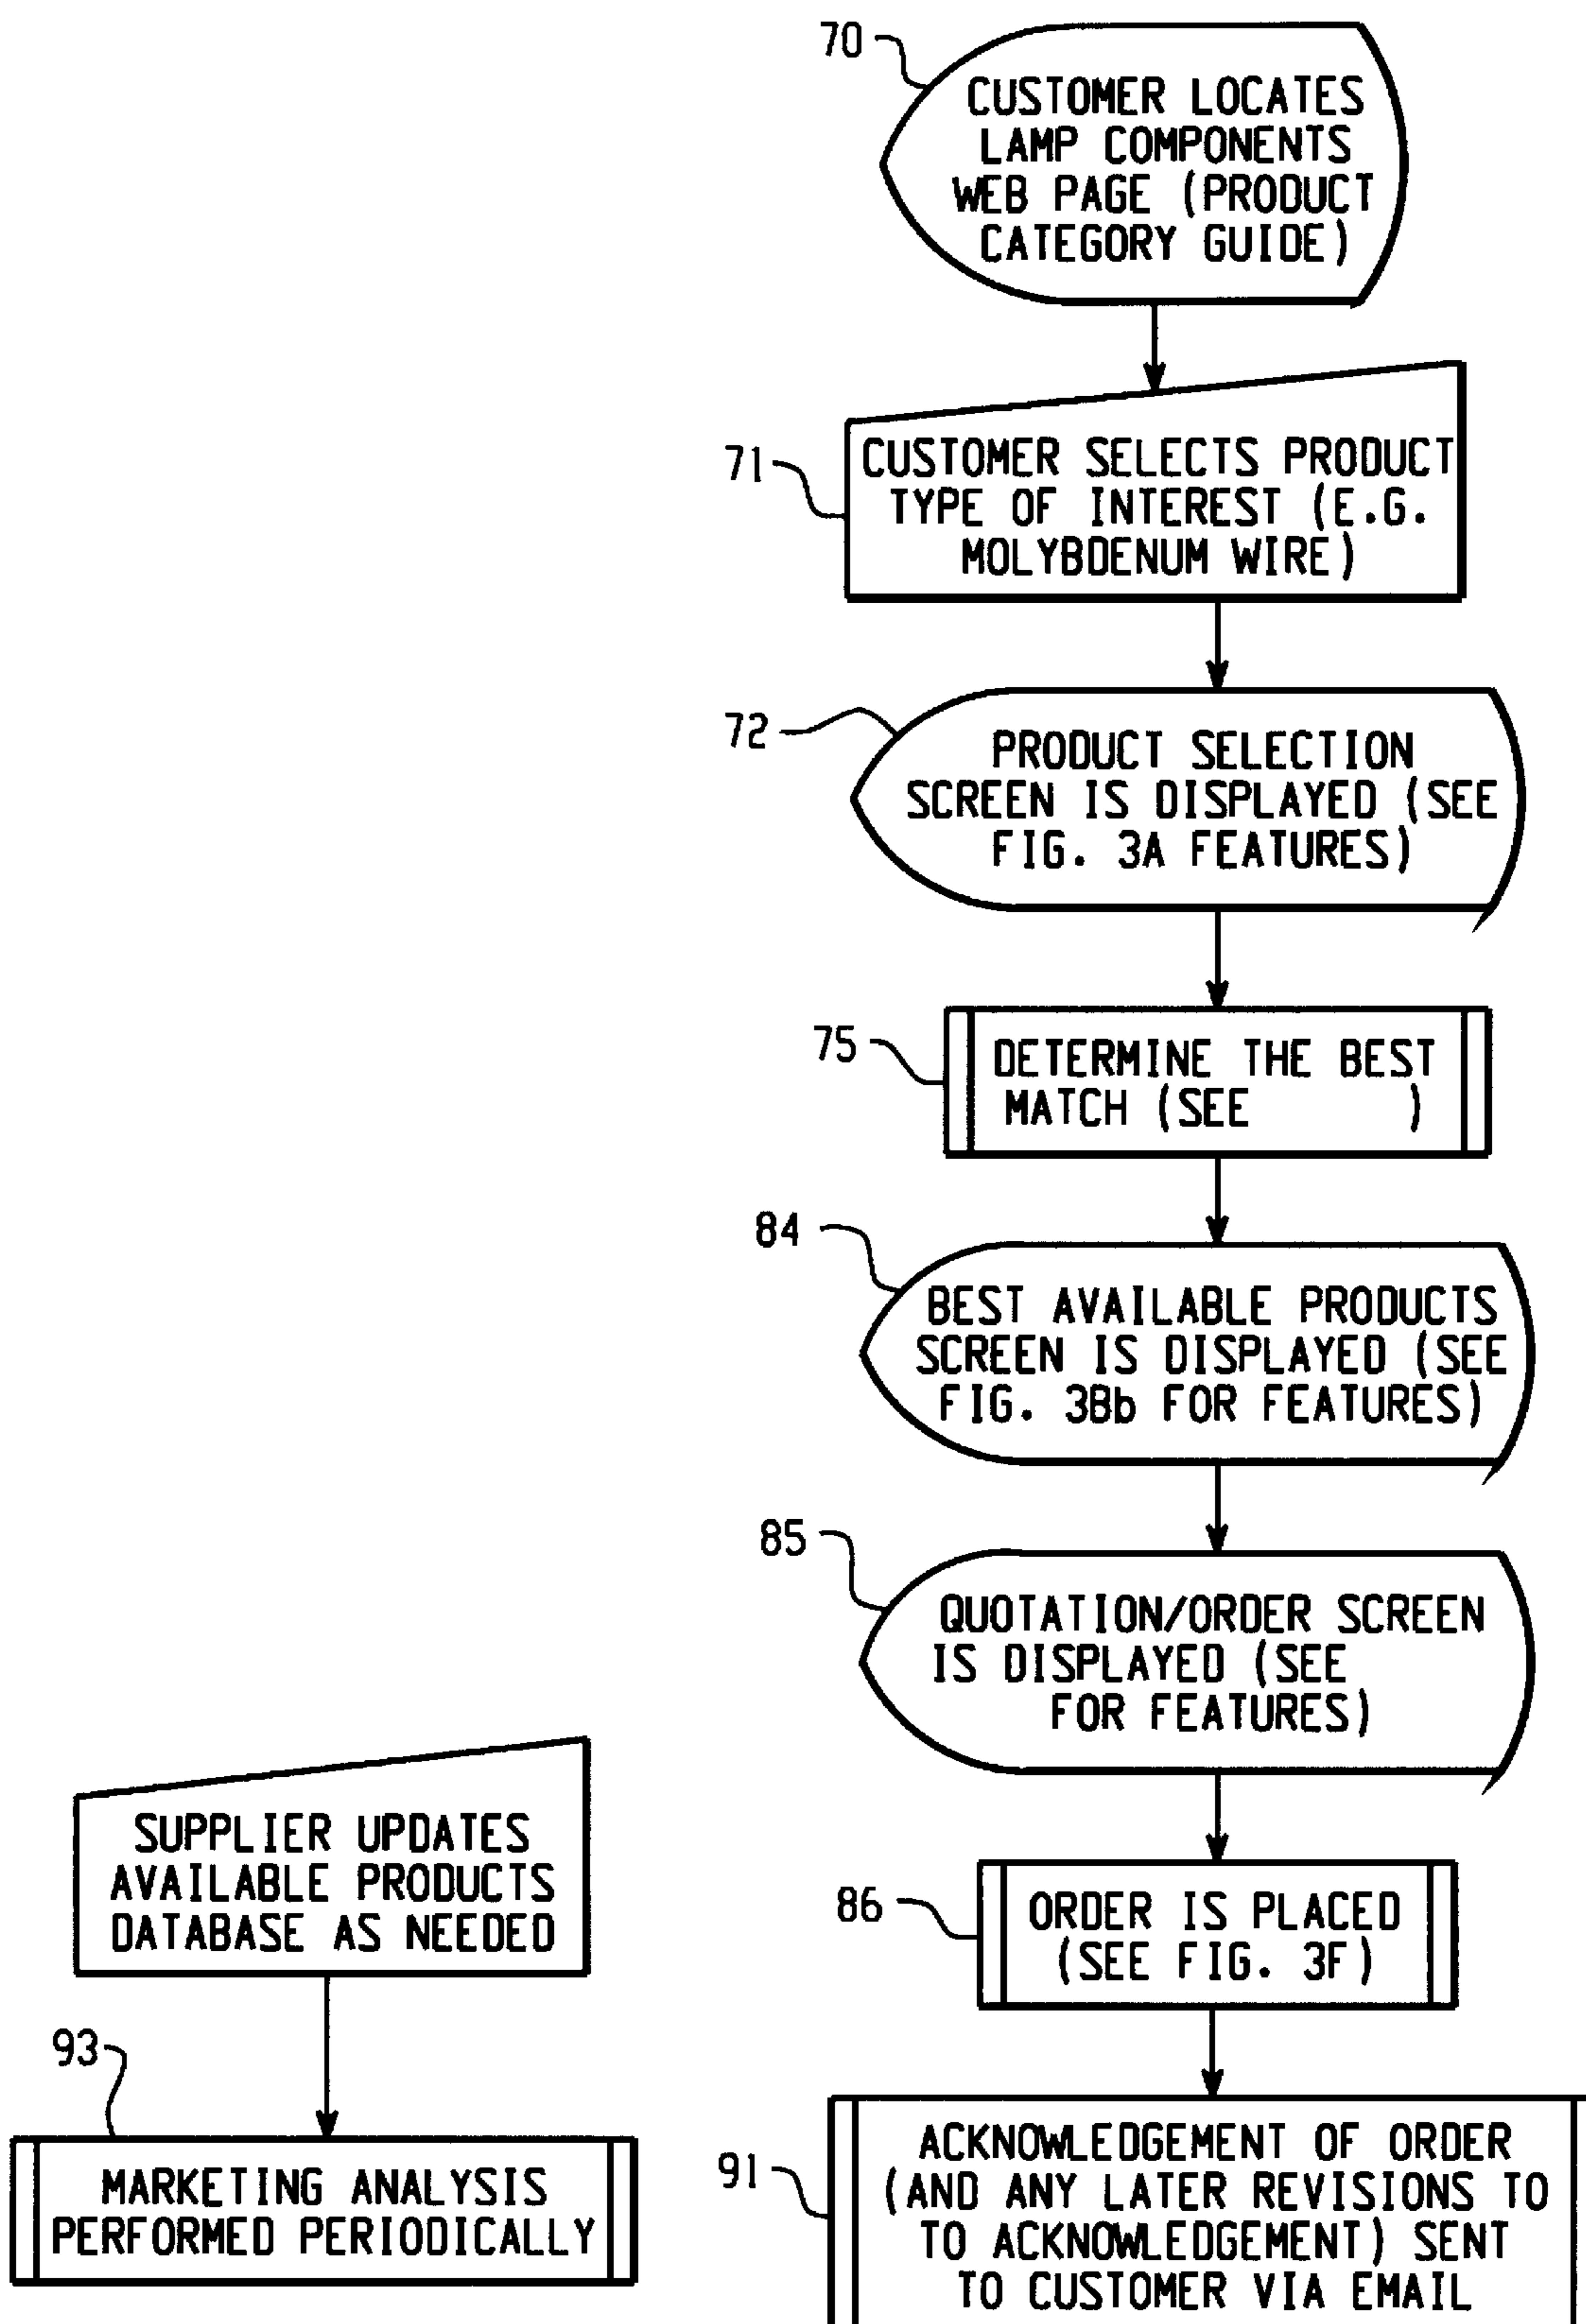 70
CUSTOMER LOCATES
LAMP COMPONENTS
WEB PAGE (PRODUCT
CATEGORY GUIDE)
71
CUSTOMER SELECTS PRODUCT
TYPE OF INTEREST (E.G.
MOLYBDENUM WIRE)
72
PRODUCT SELECTION
SCREEN IS DISPLAYED (SEE
FIG. 3A FEATURES)
75
DETERMINE THE BEST
MATCH (SEE )
84
BEST AVAILABLE PRODUCTS
SCREEN IS DISPLAYED (SEE
FIG. 3Bb FOR FEATURES)
85
QUOTATION/ORDER SCREEN
IS DISPLAYED (SEE
FOR FEATURES)
86
ORDER IS PLACED
(SEE FIG. 3F)
91
ACKNOWLEDGEMENT OF ORDER
(AND ANY LATER REVISIONS TO
TO ACKNOWLEDGEMENT) SENT
TO CUSTOMER VIA EMAIL
SUPPLIER UPDATES
AVAILABLE PRODUCTS
DATABASE AS NEEDED
93
MARKETING ANALYSIS
PERFORMED PERIODICALLY